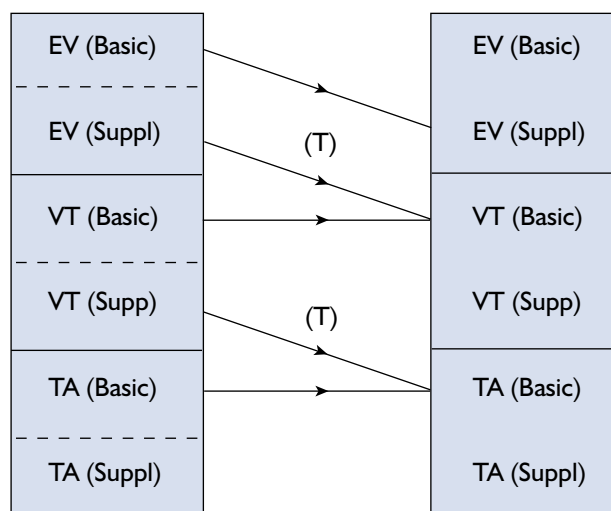 EV (Basic)
EV (Suppl)
VT (Basic)
VT (Supp)
TA (Basic)
TA (Suppl)
(T)
(T)
EV (Basic)
EV (Suppl)
VT (Basic)
VT (Supp)
TA (Basic)
TA (Suppl)